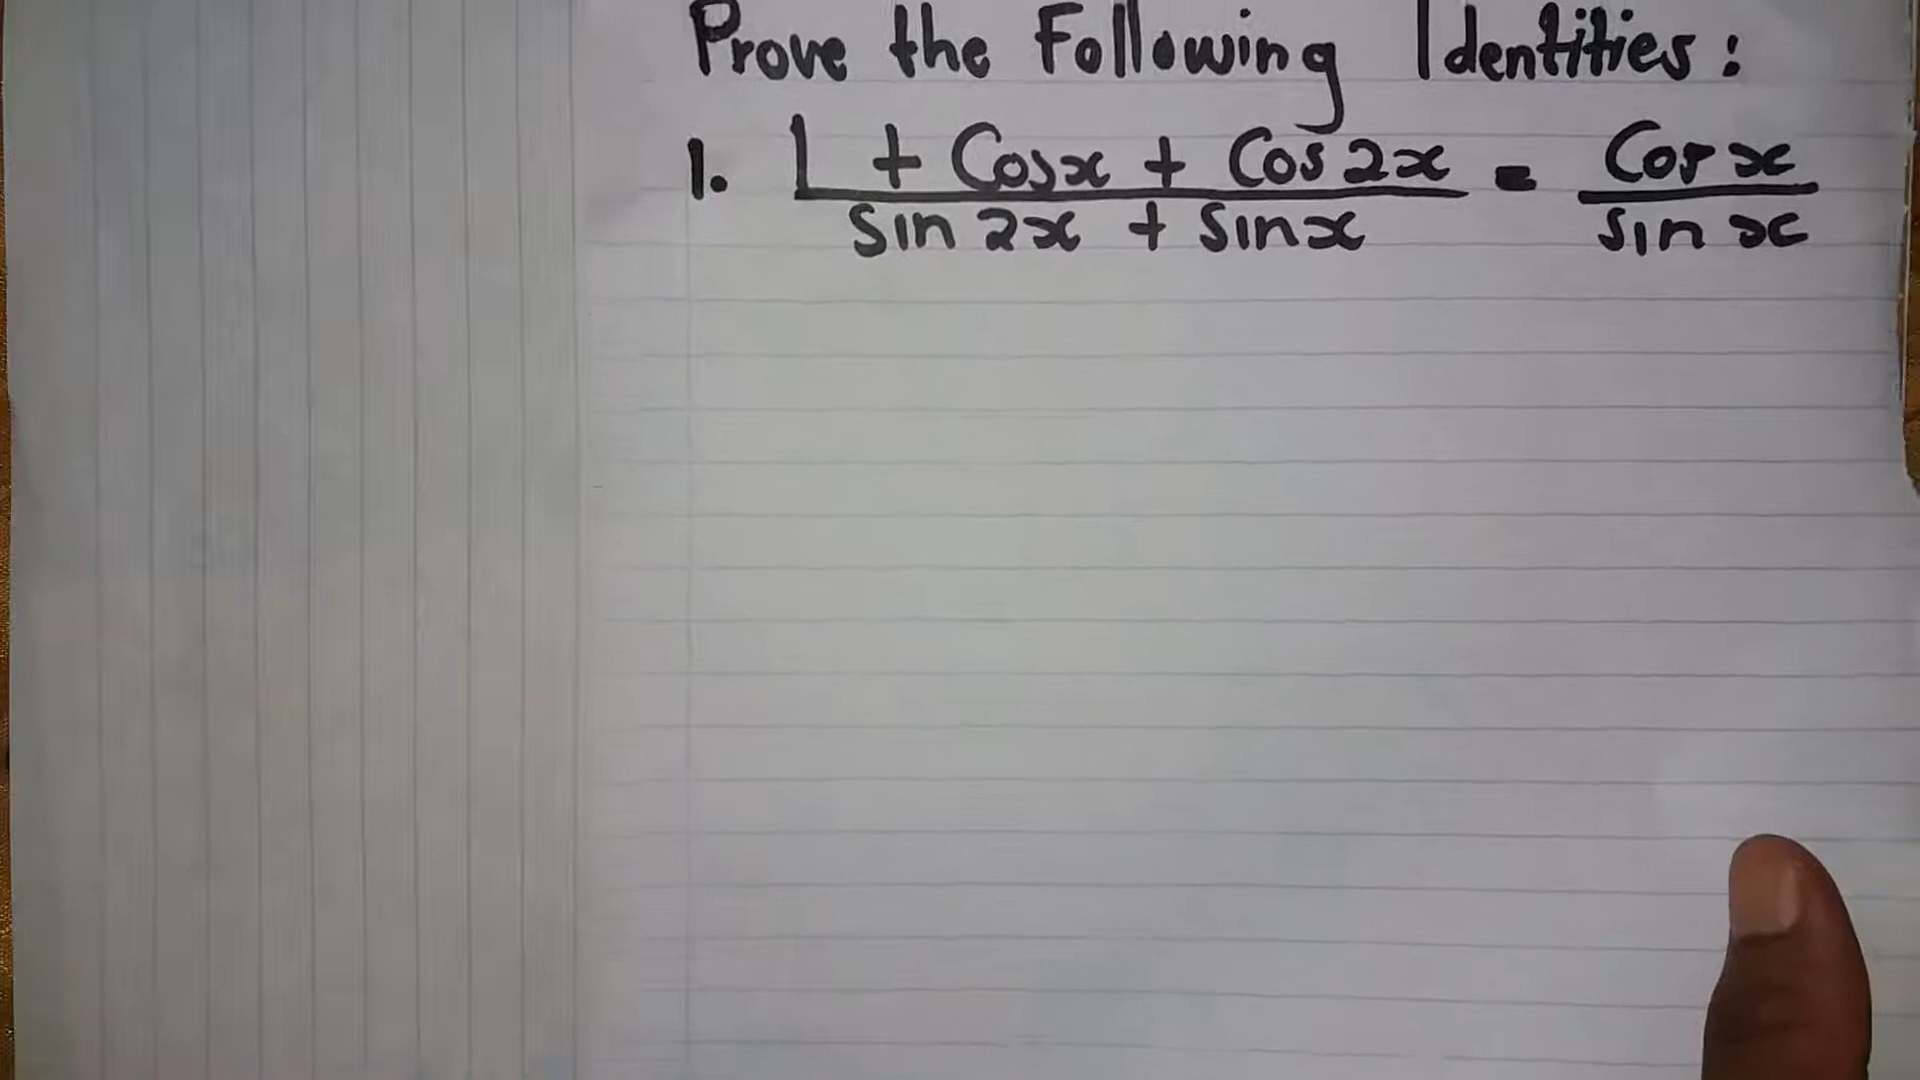 Prove the Following Identities:
1. 1 + Cosx + Cos2x = Cosx
sin2x + sinx sinx